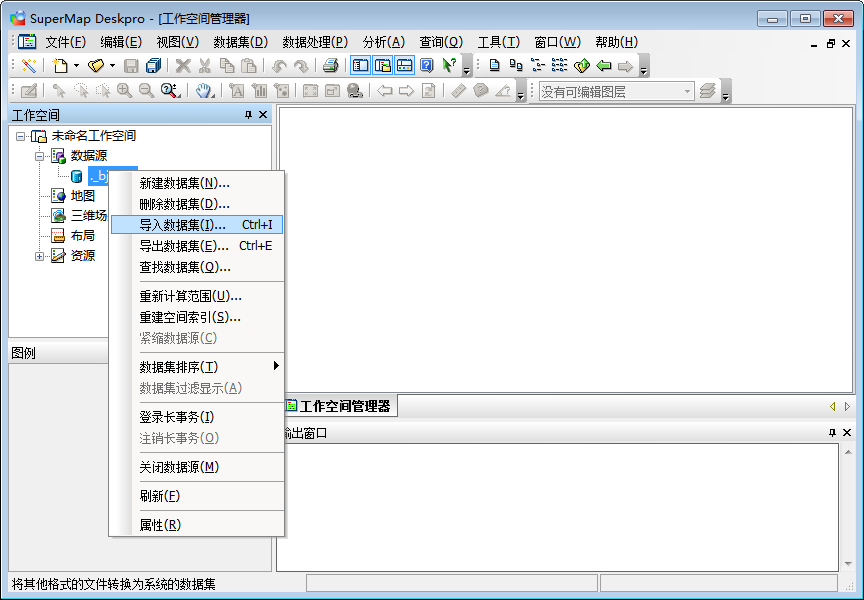 SuperMap Deskpro - [工作空间管理器]
文件(F) 编辑(E) 视图(V) 数据集(D) 数据处理(P) 分析(A) 查询(Q) 工具(T) 窗口(W) 帮助(H)
没有可编辑图层
工作空间
未命名工作空间
数据源
地图
三维场
布局
资源
新建数据集(N)...
删除数据集(D)...
导入数据集(I)... Ctrl+I
导出数据集(E)... Ctrl+E
查找数据集(Q)...
重新计算范围(U)...
重建空间索引(S)...
紧缩数据源(C)
数据集排序(T)
数据集过滤显示(A)
登录长事务(I)
注销长事务(O)
关闭数据源(M)
刷新(F)
属性(R)
图例
工作空间管理器
输出窗口
将其他格式的文件转换为系统的数据集